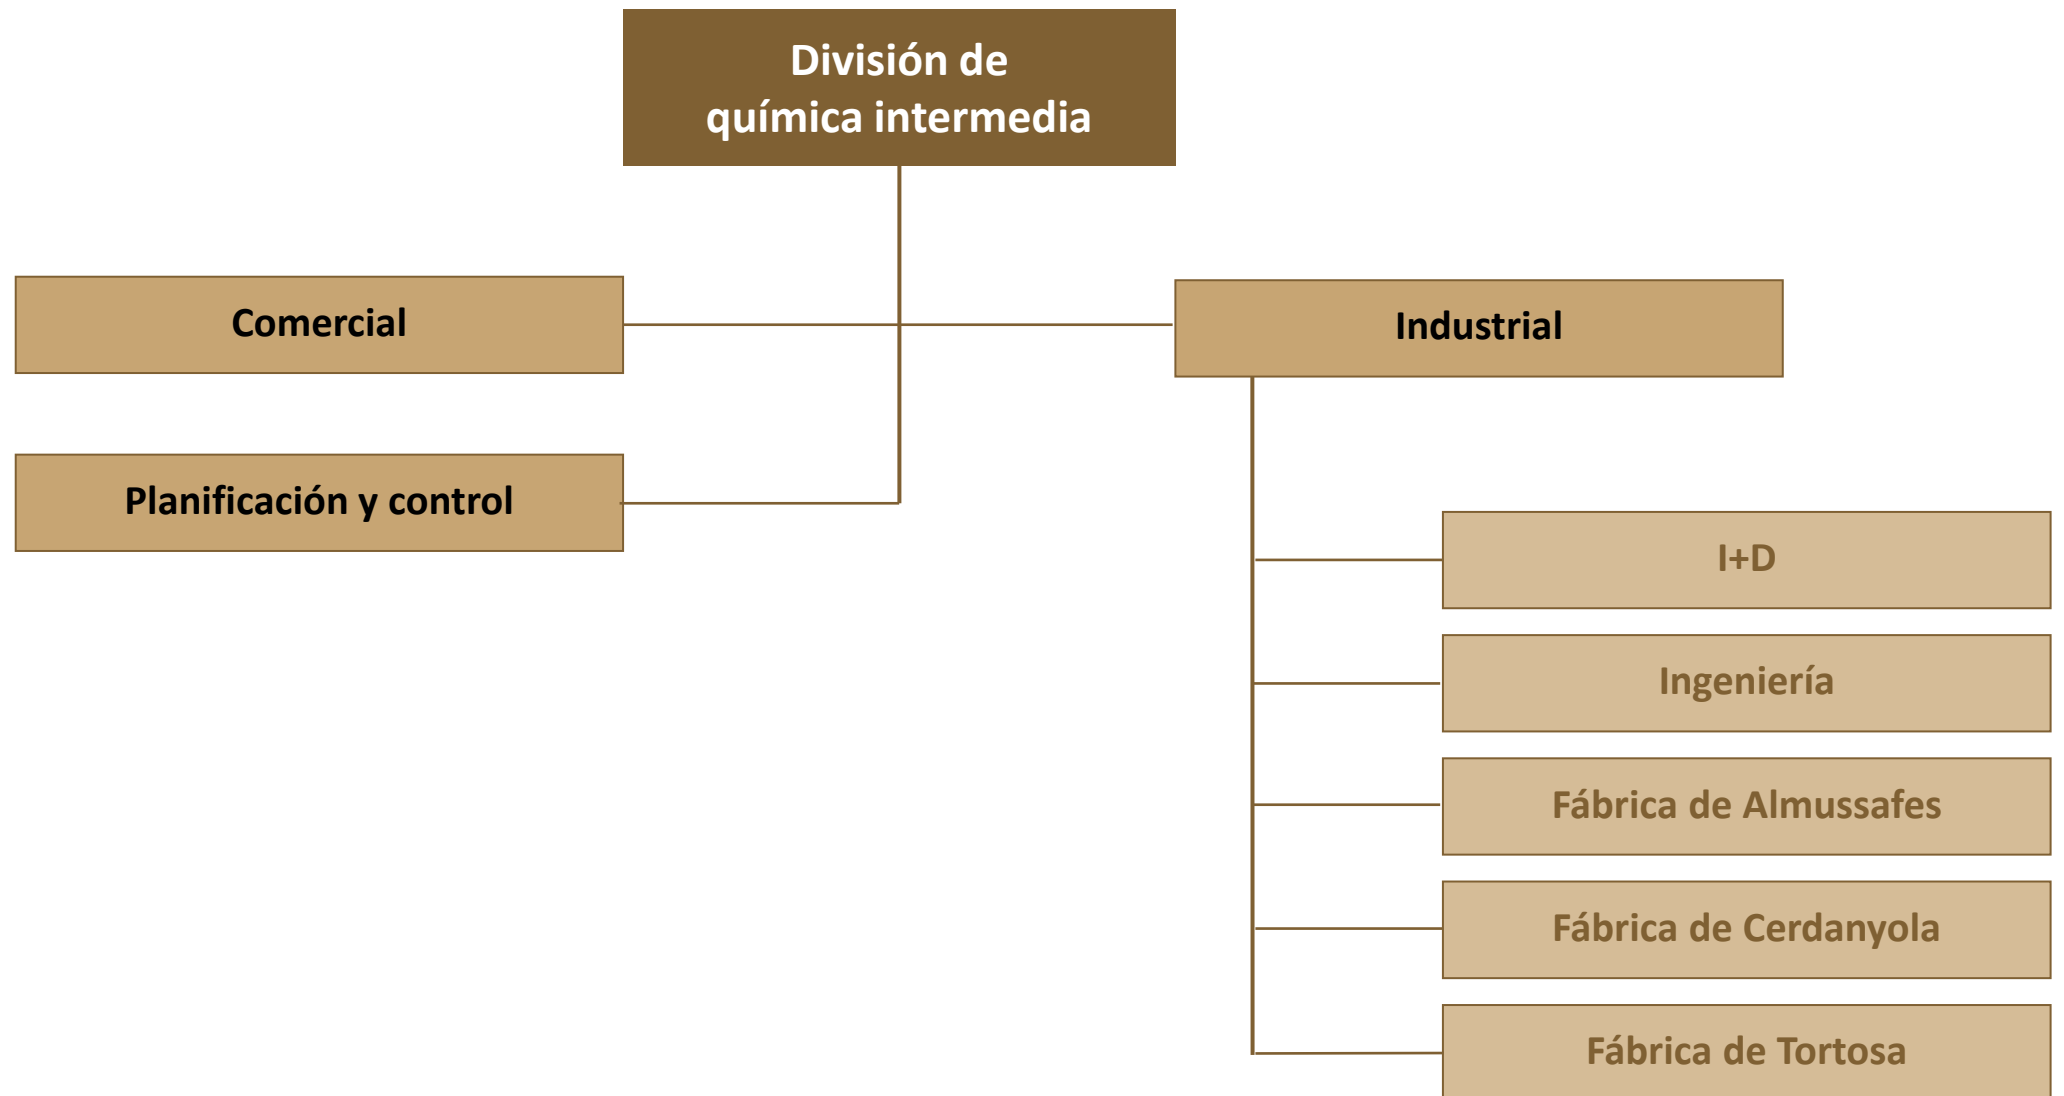 División de
química intermedia
Comercial
Industrial
Planificación y control
I+D
Ingeniería
Fábrica de Almussafes
Fábrica de Cerdanyola
Fábrica de Tortosa